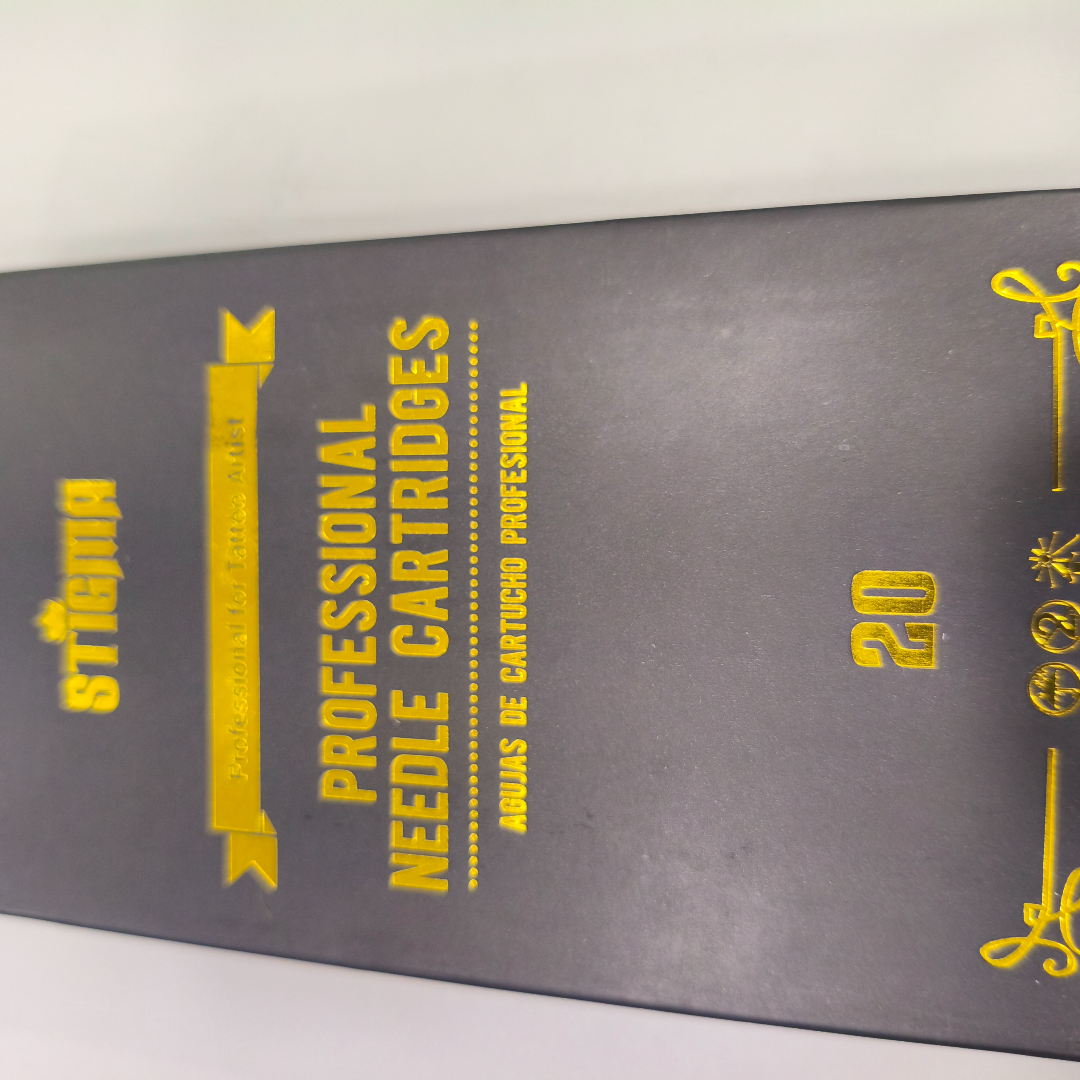 STIGMA
Professional for Tattoo Artist
PROFESSIONAL
NEEDLE CARTRIDGES
AGUJAS DE CARTUCHO PROFESIONAL
20